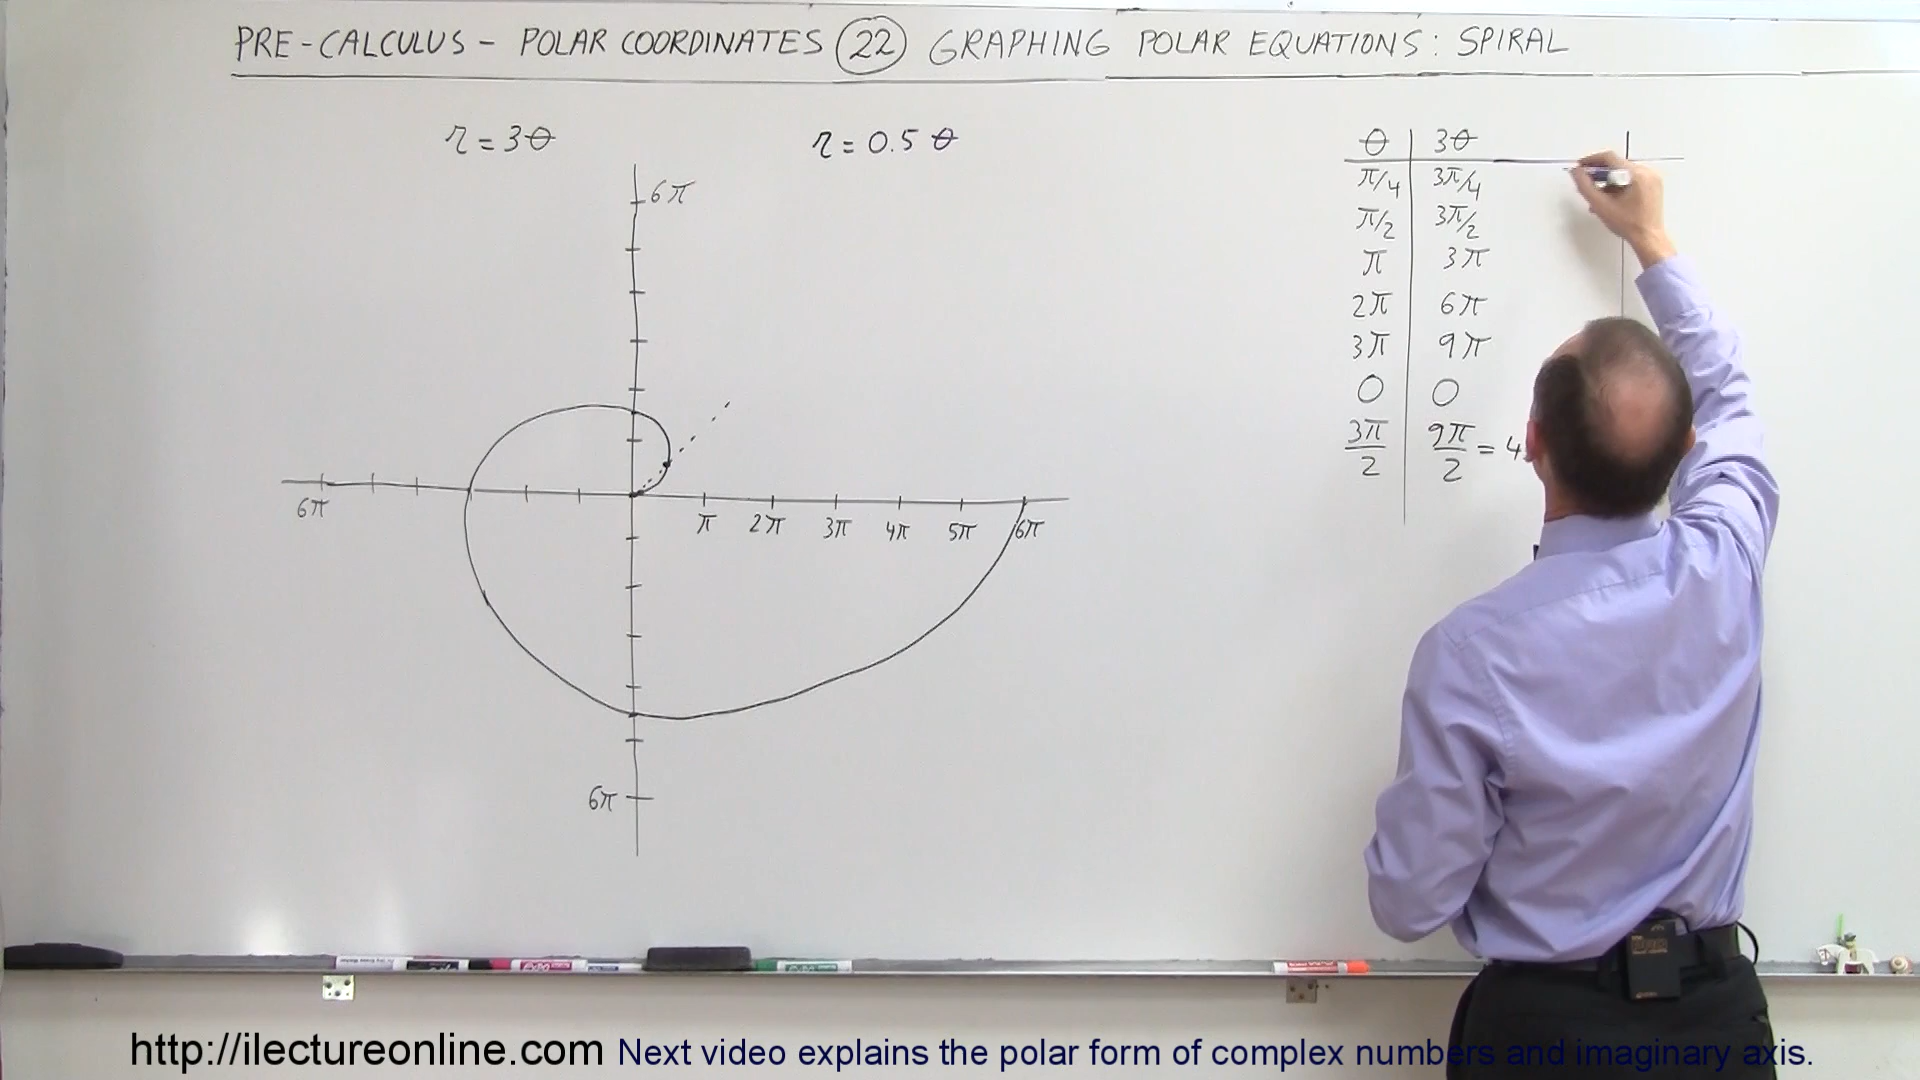 PRE-CALCULUS - POLAR COORDINATES 22 GRAPHING POLAR EQUATIONS: SPIRAL
r = 3θ
r = 0.5 θ
6π
6π
π 2π 3π 4π 5π 6π
6π
θ 3θ
π/4 3π/4
π/2 3π/2
π 3π
2π 6π
3π 9π
0 0
3π/2 9π/2 = 4
http://ilectureonline.com Next video explains the polar form of complex numbers and imaginary axis.